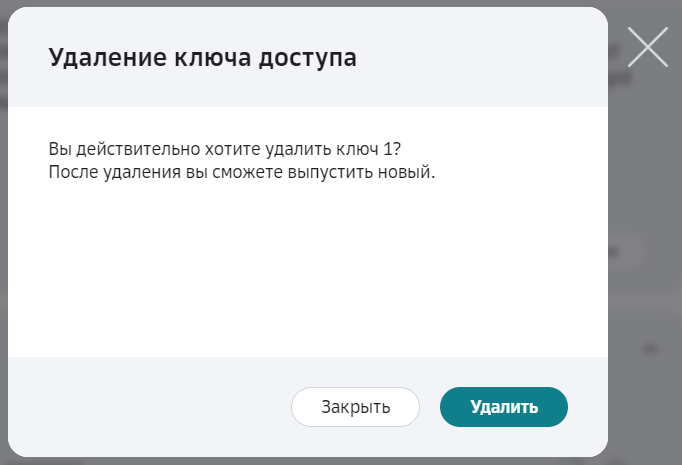 Удаление ключа доступа
Вы действительно хотите удалить ключ 1?
После удаления вы сможете выпустить новый.
Закрыть
Удалить